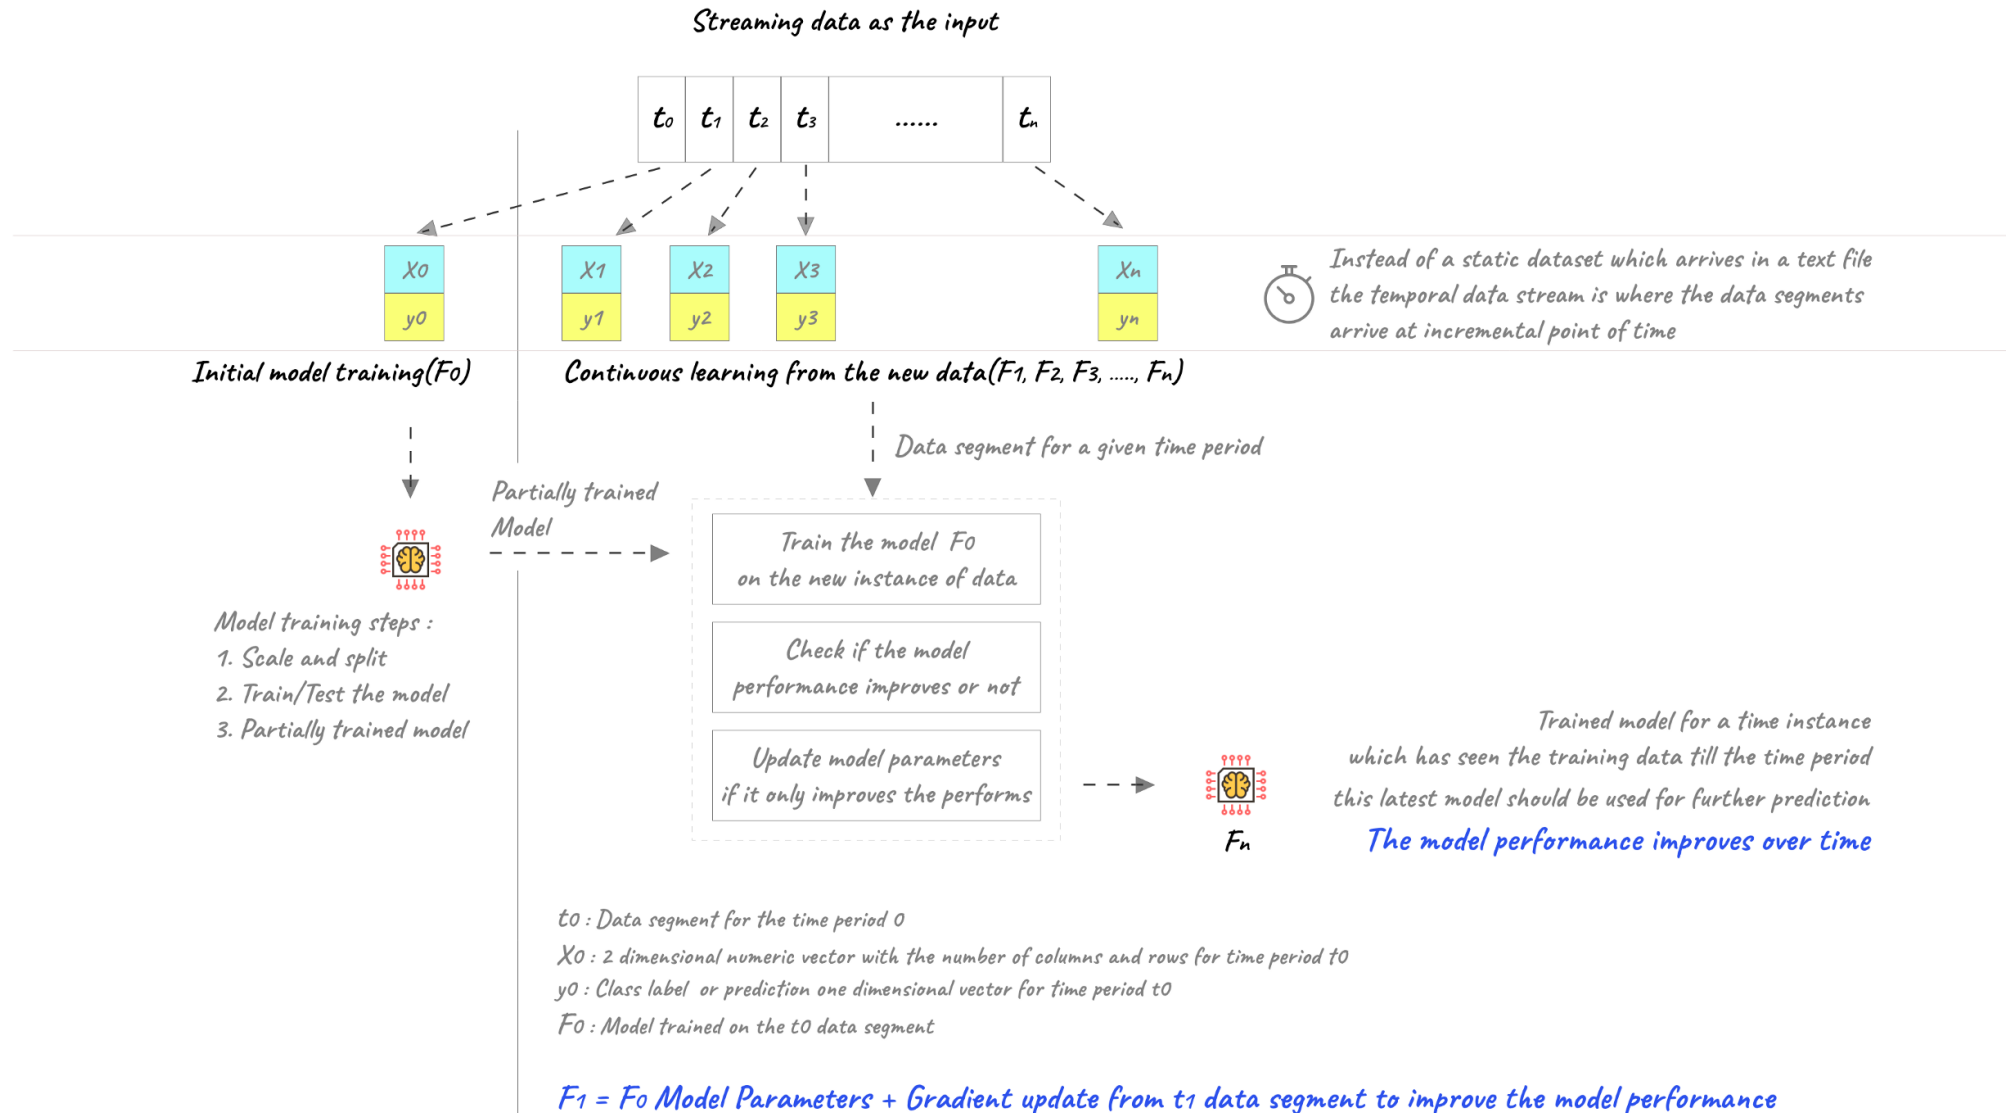 Streaming data as the input
t0 t1 t2 t3 ...... tn
X0 X1 X2 X3 Xn
y0 y1 y2 y3 yn
Instead of a static dataset which arrives in a text file
the temporal data stream is where the data segments
arrive at incremental point of time
Initial model training(F0)
Continuous learning from the new data(F1, F2, F3, ....., Fn)
Data segment for a given time period
Partially trained
Model
Train the model F0
on the new instance of data
Check if the model
performance improves or not
Update model parameters
if it only improves the performs
Model training steps :
1. Scale and split
2. Train/Test the model
3. Partially trained model
Fn
Trained model for a time instance
which has seen the training data till the time period
this latest model should be used for further prediction
The model performance improves over time
t0 : Data segment for the time period 0
X0 : 2 dimensional numeric vector with the number of columns and rows for time period t0
y0 : Class label or prediction one dimensional vector for time period t0
F0 : Model trained on the t0 data segment
F1 = F0 Model Parameters + Gradient update from t1 data segment to improve the model performance